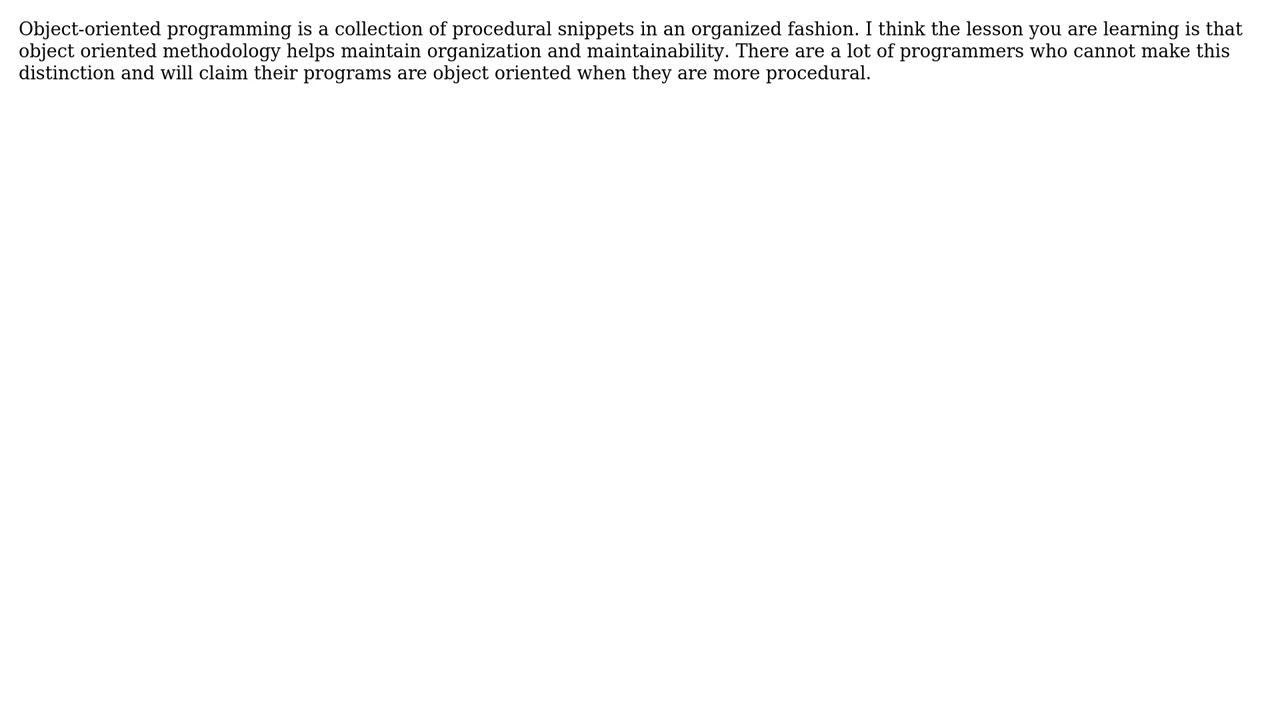 Object-oriented programming is a collection of procedural snippets in an organized fashion. I think the lesson you are learning is that
object oriented methodology helps maintain organization and maintainability. There are a lot of programmers who cannot make this
distinction and will claim their programs are object oriented when they are more procedural.